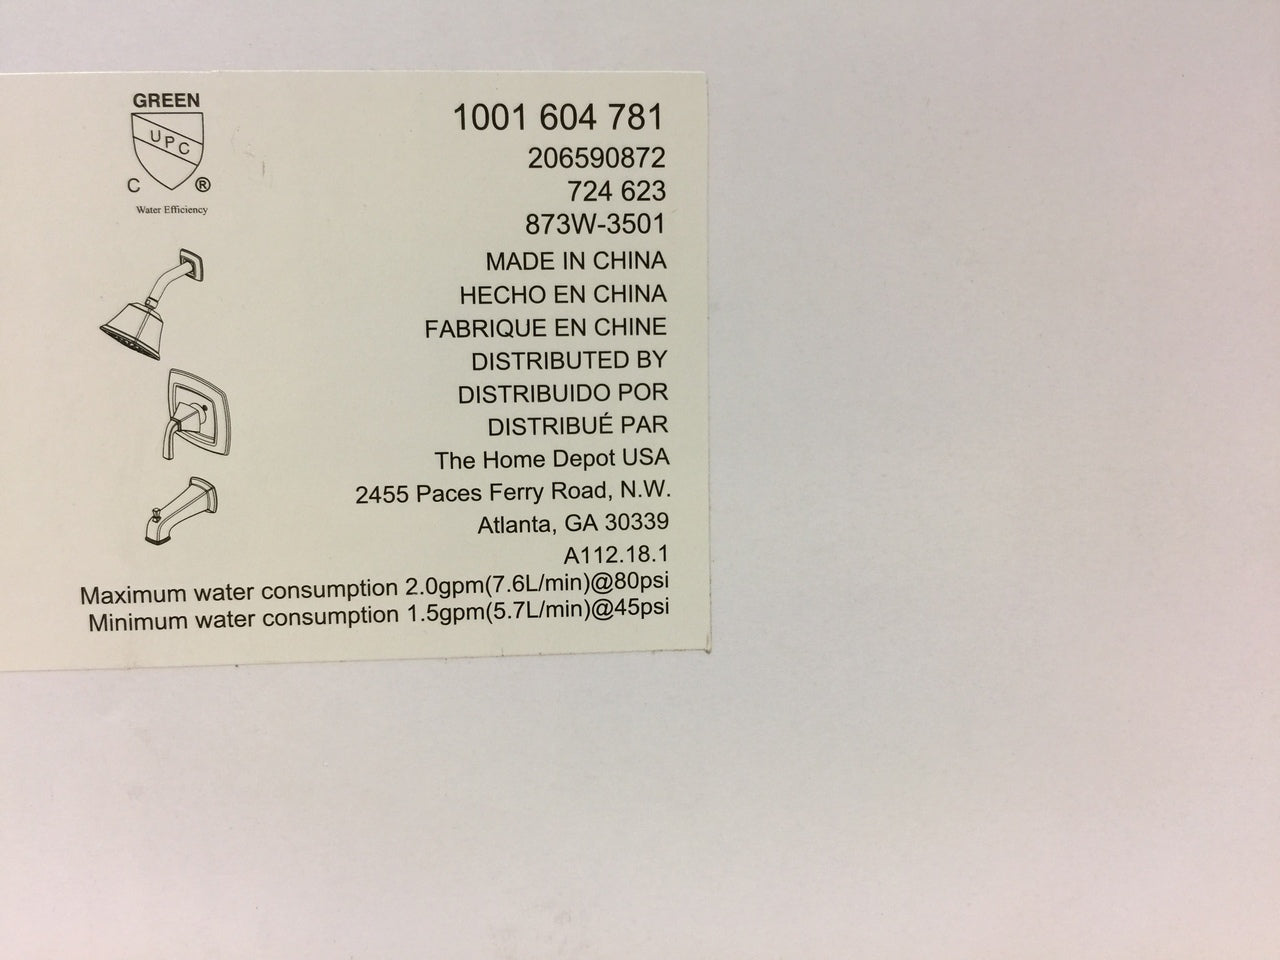 GREEN
UPC
C ®
Water Efficiency
1001 604 781
206590872
724 623
873W-3501
MADE IN CHINA
HECHO EN CHINA
FABRIQUE EN CHINE
DISTRIBUTED BY
DISTRIBUIDO POR
DISTRIBUÉ PAR
The Home Depot USA
2455 Paces Ferry Road, N.W.
Atlanta, GA 30339
A112.18.1
Maximum water consumption 2.0gpm(7.6L/min)@80psi
Minimum water consumption 1.5gpm(5.7L/min)@45psi